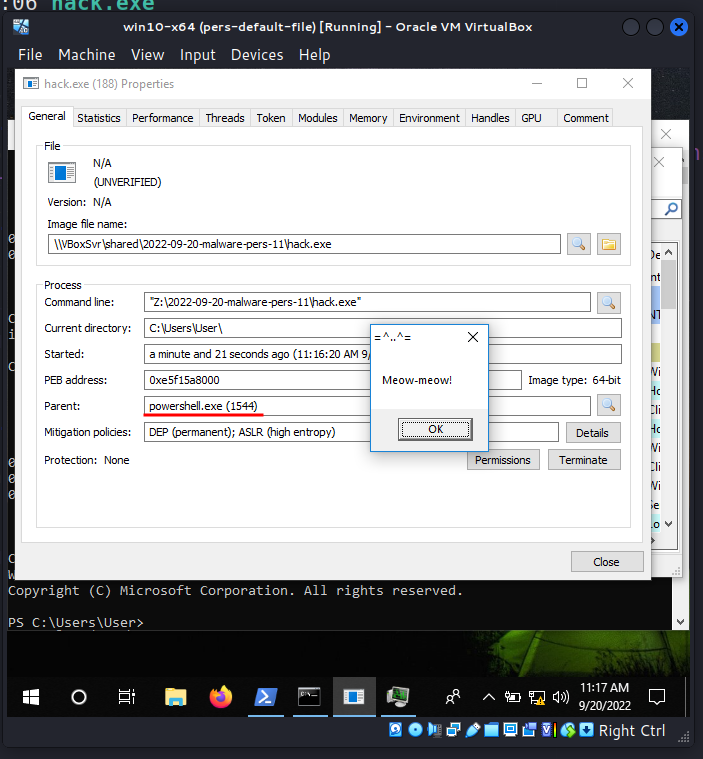 :06 hack.exe
win10-x64 (pers-default-file) [Running] - Oracle VM VirtualBox
File Machine View Input Devices Help
hack.exe (188) Properties
General Statistics Performance Threads Token Modules Memory Environment Handles GPU Comment
File
N/A
(UNVERIFIED)
Version: N/A
Image file name:
\\VBoxSvr\shared\2022-09-20-malware-pers-11\hack.exe
Process
Command line: "Z:\2022-09-20-malware-pers-11\hack.exe"
Current directory: C:\Users\User\
Started: a minute and 21 seconds ago (11:16:20 AM 9/
PEB address: 0xe5f15a8000 Image type: 64-bit
Parent: powershell.exe (1544)
Mitigation policies: DEP (permanent); ASLR (high entropy) Details
Protection: None Permissions Terminate
=^..^=
Meow-meow!
OK
Close
Copyright (C) Microsoft Corporation. All rights reserved.
PS C:\Users\User>
11:17 AM
9/20/2022
Right Ctrl